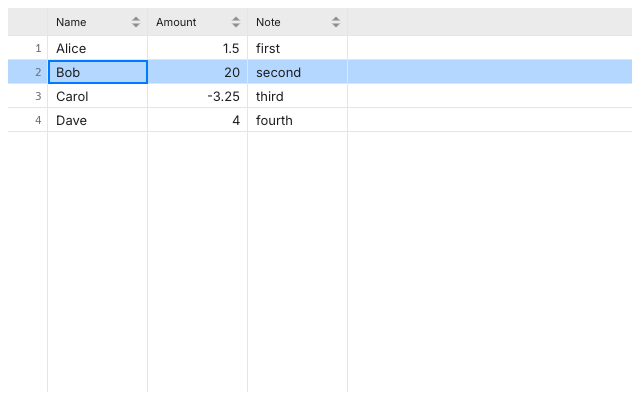 Name Amount Note
1 Alice 1.5 first
2 Bob 20 second
3 Carol -3.25 third
4 Dave 4 fourth